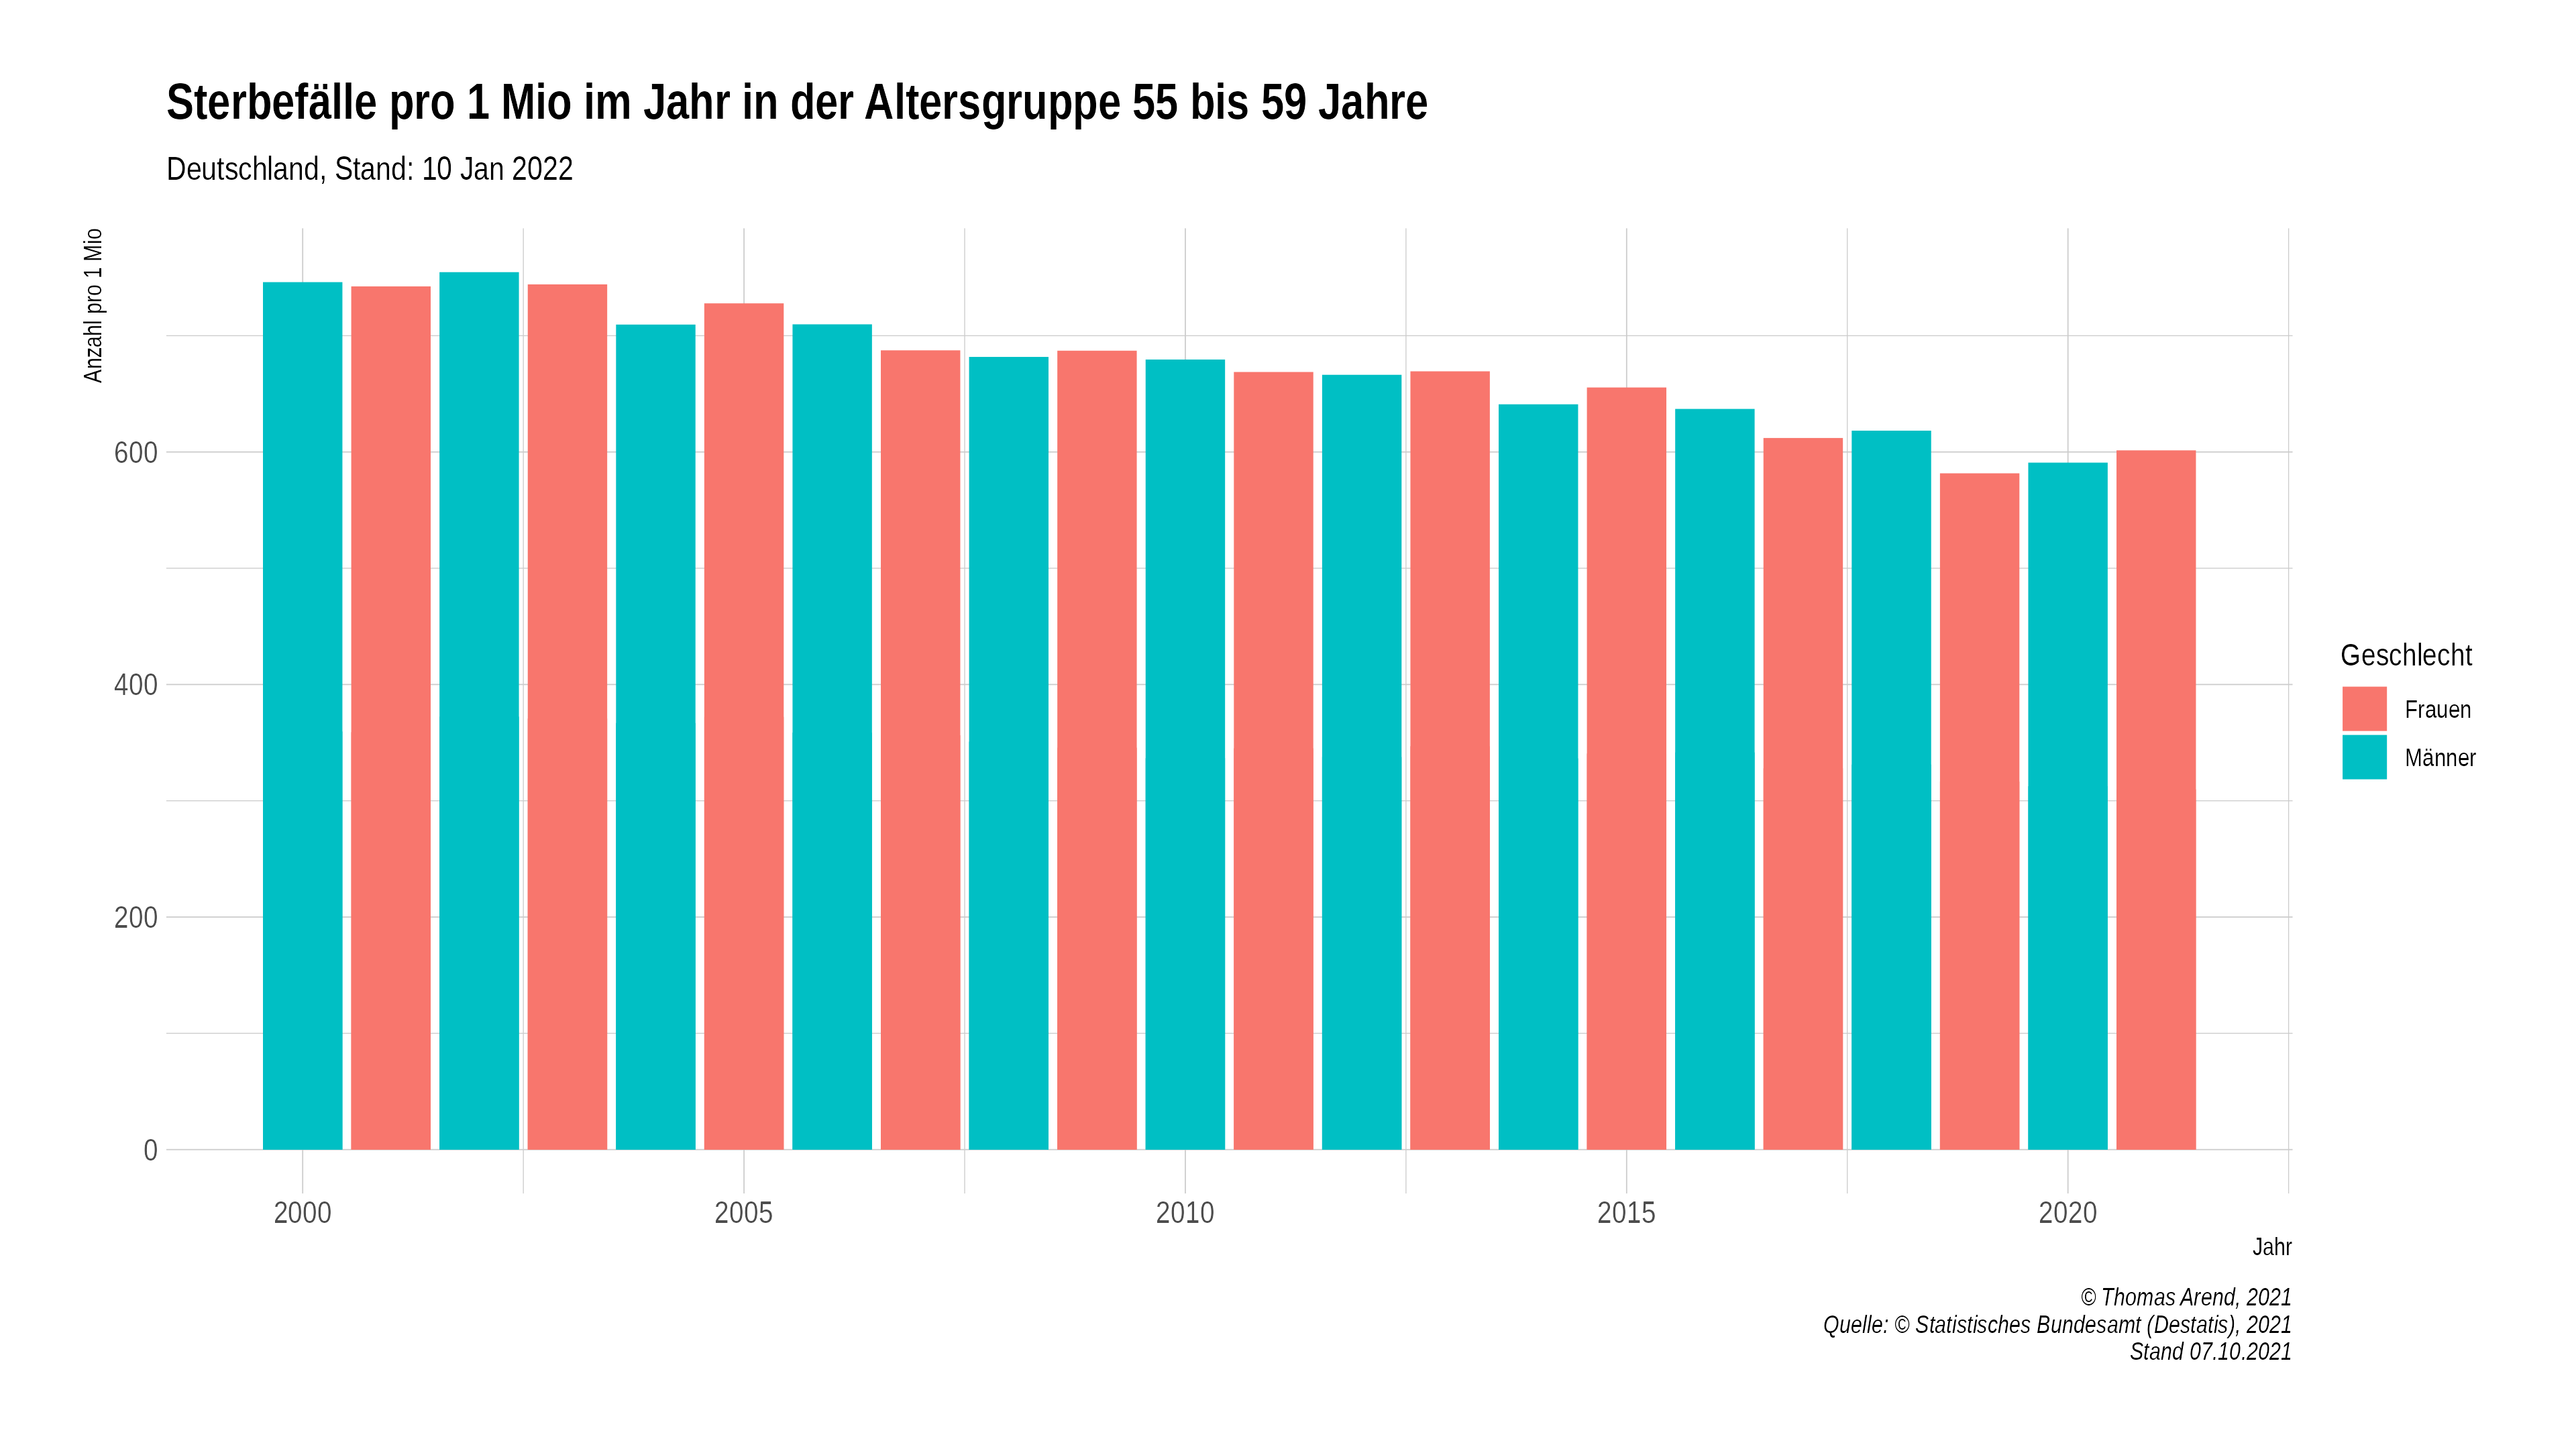 Sterbefälle pro 1 Mio im Jahr in der Altersgruppe 55 bis 59 Jahre
Deutschland, Stand: 10 Jan 2022
Anzahl pro 1 Mio
600
400
200
0
2000 2005 2010 2015 2020
Jahr
Geschlecht
Frauen
Männer
© Thomas Arend, 2021
Quelle: © Statistisches Bundesamt (Destatis), 2021
Stand 07.10.2021